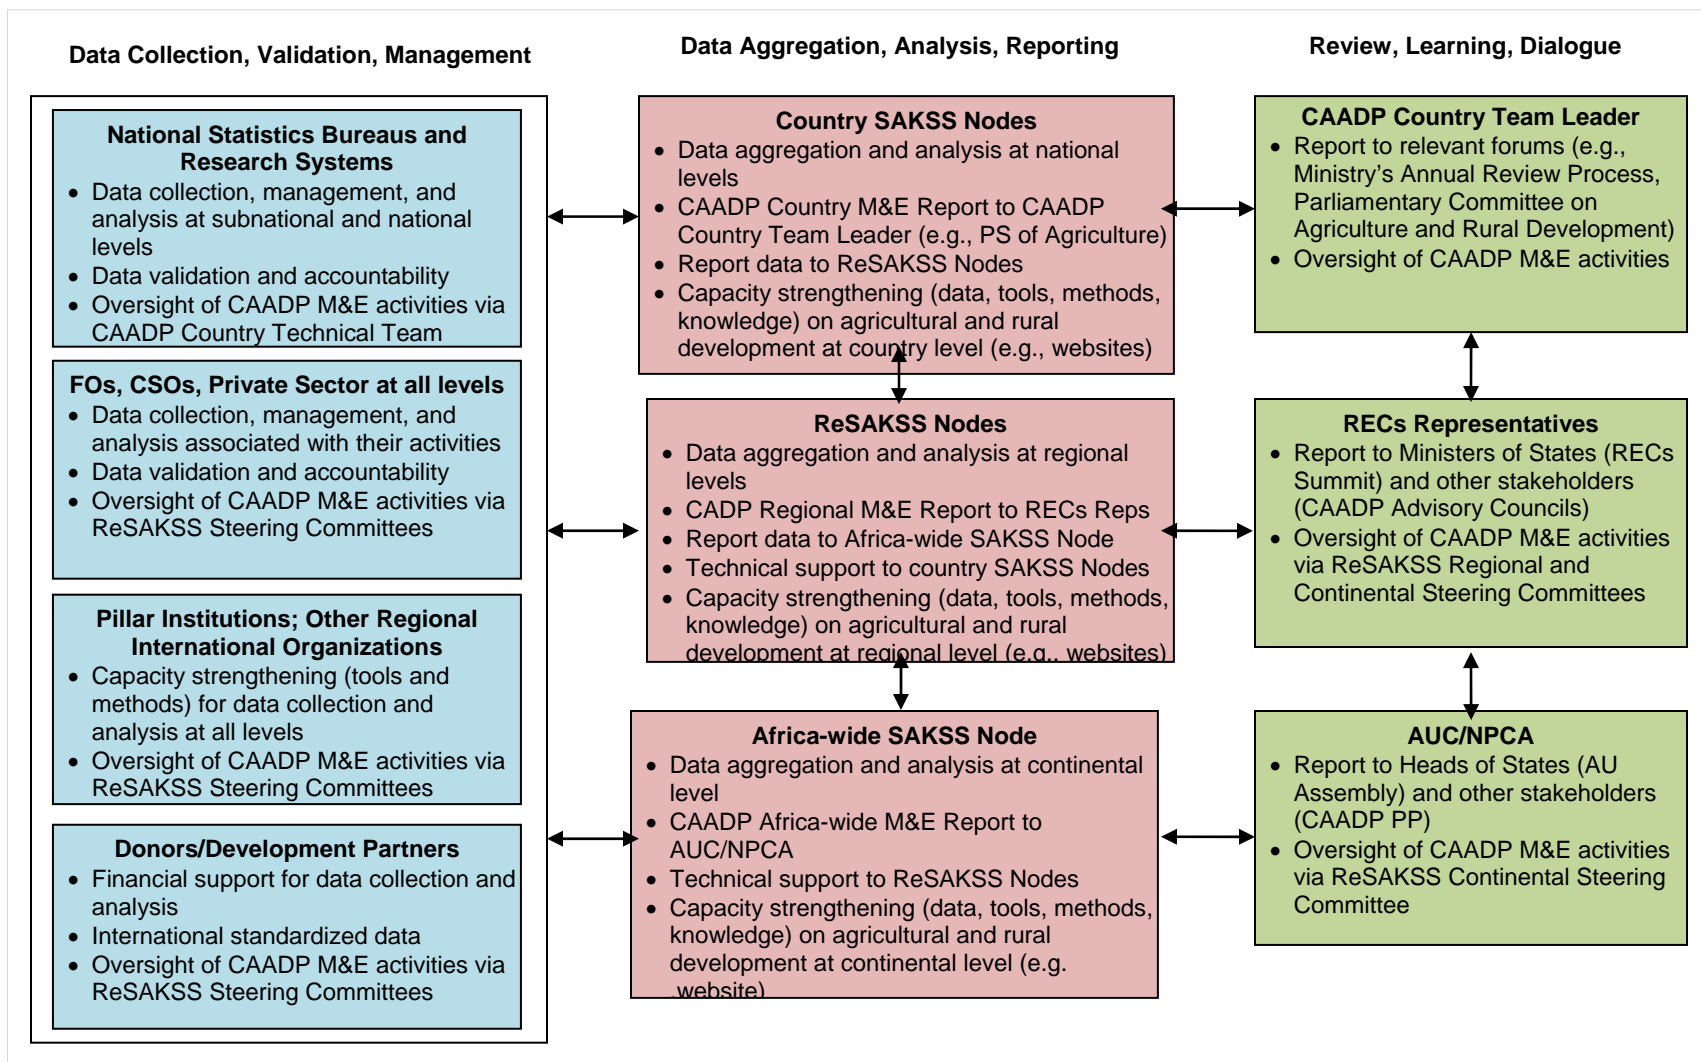 Data Collection, Validation, Management
Data Aggregation, Analysis, Reporting
Review, Learning, Dialogue
National Statistics Bureaus and
Research Systems
• Data collection, management, and
analysis at subnational and national
levels
• Data validation and accountability
• Oversight of CAADP M&E activities via
CAADP Country Technical Team
FOs, CSOs, Private Sector at all levels
• Data collection, management, and
analysis associated with their activities
• Data validation and accountability
• Oversight of CAADP M&E activities via
ReSAKSS Steering Committees
Pillar Institutions; Other Regional
International Organizations
• Capacity strengthening (tools and
methods) for data collection and
analysis at all levels
• Oversight of CAADP M&E activities via
ReSAKSS Steering Committees
Donors/Development Partners
• Financial support for data collection and
analysis
• International standardized data
• Oversight of CAADP M&E activities via
ReSAKSS Steering Committees
Country SAKSS Nodes
• Data aggregation and analysis at national
levels
• CAADP Country M&E Report to CAADP
Country Team Leader (e.g., PS of Agriculture)
• Report data to ReSAKSS Nodes
• Capacity strengthening (data, tools, methods,
knowledge) on agricultural and rural
development at country level (e.g., websites)
ReSAKSS Nodes
• Data aggregation and analysis at regional
levels
• CADP Regional M&E Report to RECs Reps
• Report data to Africa-wide SAKSS Node
• Technical support to country SAKSS Nodes
• Capacity strengthening (data, tools, methods,
knowledge) on agricultural and rural
development at regional level (e.g., websites)
Africa-wide SAKSS Node
• Data aggregation and analysis at continental
level
• CAADP Africa-wide M&E Report to
AUC/NPCA
• Technical support to ReSAKSS Nodes
• Capacity strengthening (data, tools, methods,
knowledge) on agricultural and rural
development at continental level (e.g.
,website)
CAADP Country Team Leader
• Report to relevant forums (e.g.,
Ministry's Annual Review Process,
Parliamentary Committee on
Agriculture and Rural Development)
• Oversight of CAADP M&E activities
RECs Representatives
• Report to Ministers of States (RECs
Summit) and other stakeholders
(CAADP Advisory Councils)
• Oversight of CAADP M&E activities
via ReSAKSS Regional and
Continental Steering Committees
AUC/NPCA
• Report to Heads of States (AU
Assembly) and other stakeholders
(CAADP PP)
• Oversight of CAADP M&E activities
via ReSAKSS Continental Steering
Committee